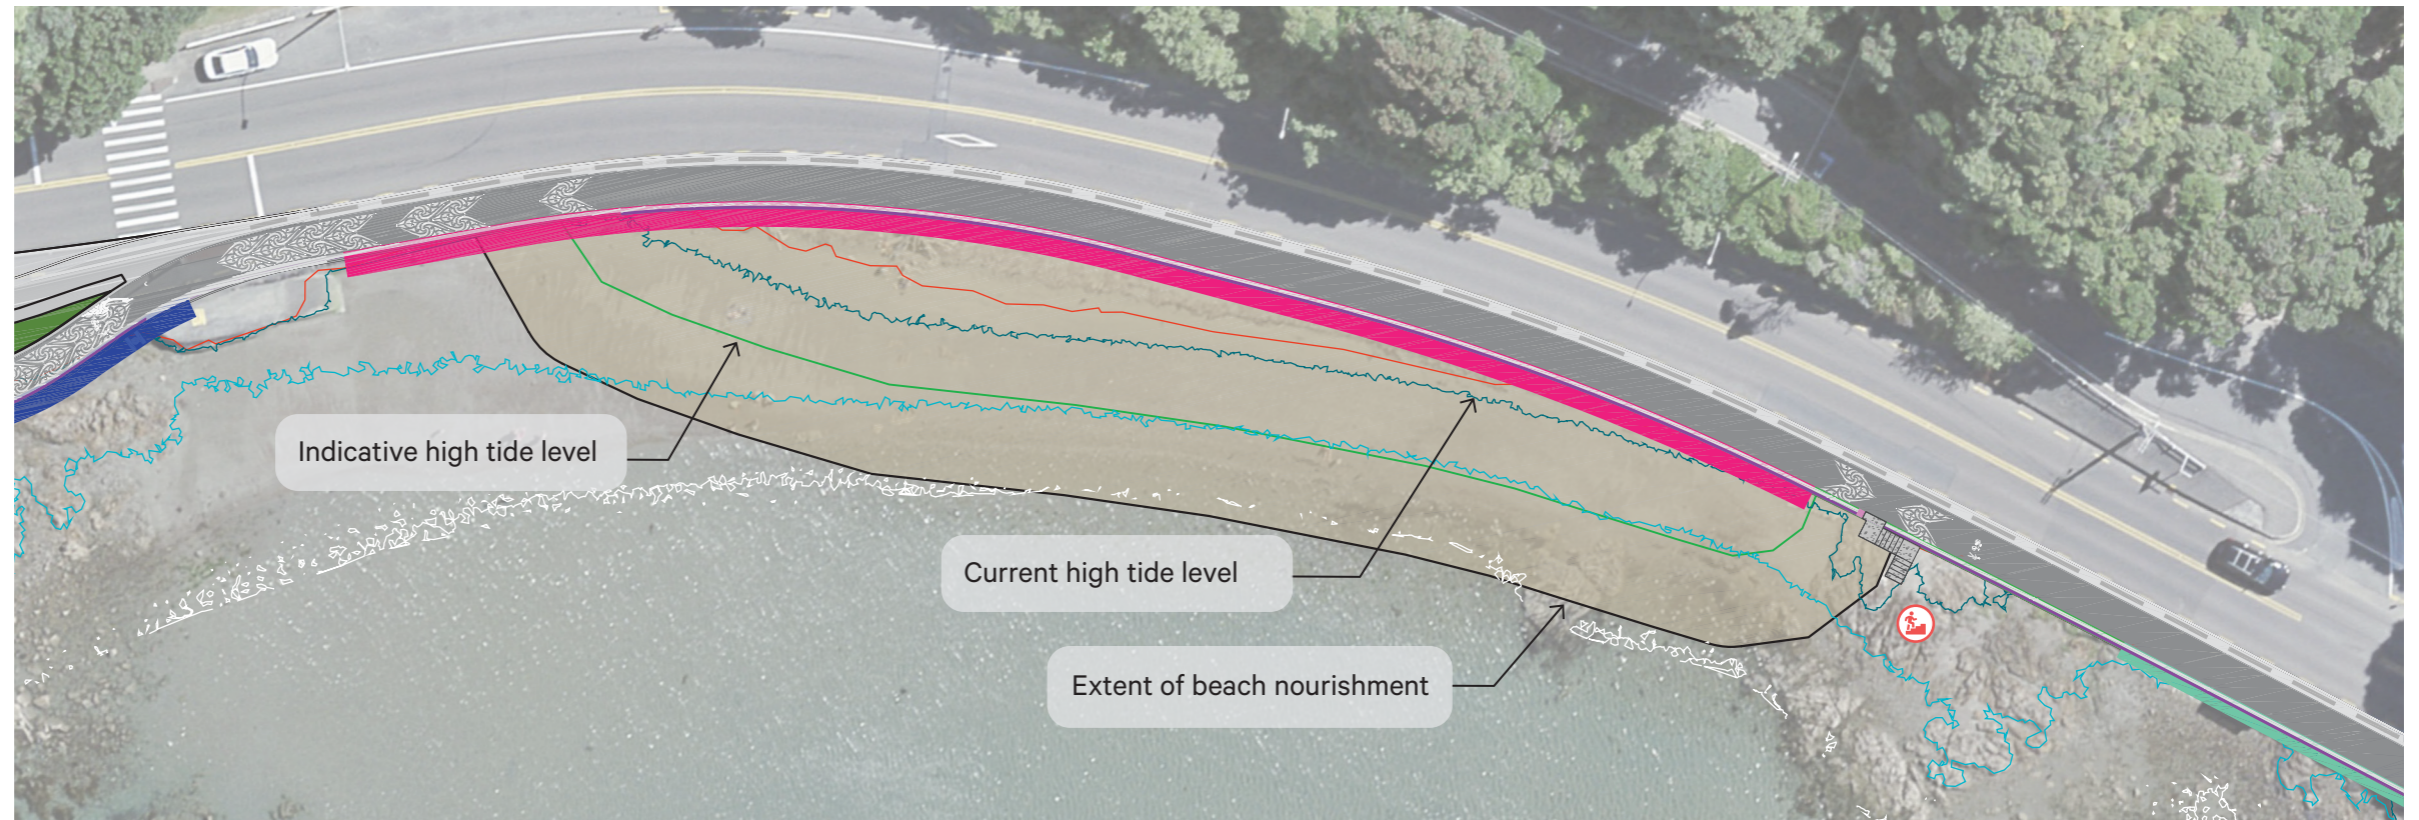 Indicative high tide level
Current high tide level
Extent of beach nourishment